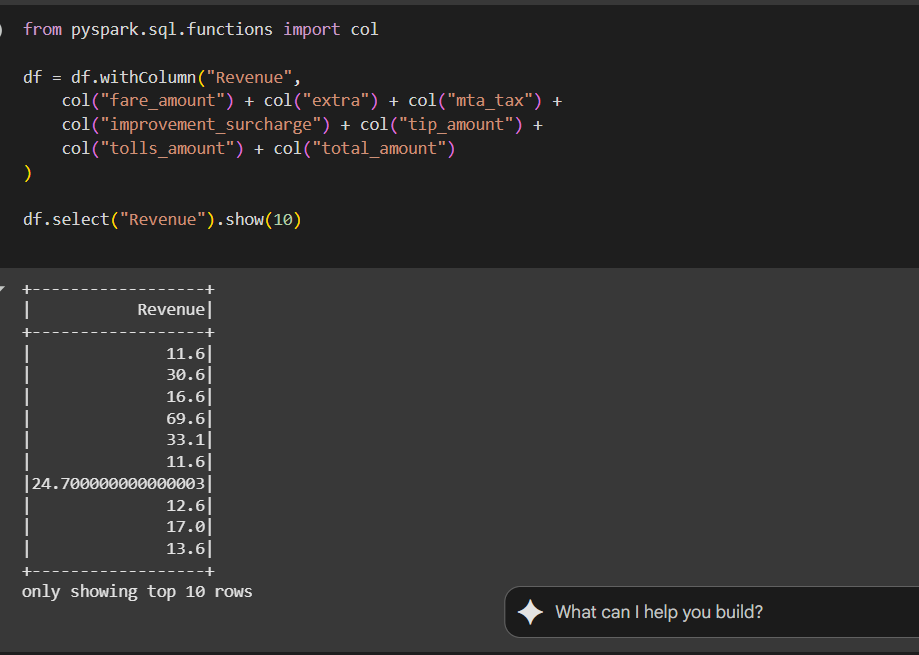 from pyspark.sql.functions import col
df = df.withColumn("Revenue",
    col("fare_amount") + col("extra") + col("mta_tax") +
    col("improvement_surcharge") + col("tip_amount") +
    col("tolls_amount") + col("total_amount")
)
df.select("Revenue").show(10)
+------------------+
|           Revenue|
+------------------+
|              11.6|
|              30.6|
|              16.6|
|              69.6|
|              33.1|
|              11.6|
|24.700000000000003|
|              12.6|
|              17.0|
|              13.6|
+------------------+
only showing top 10 rows
What can I help you build?